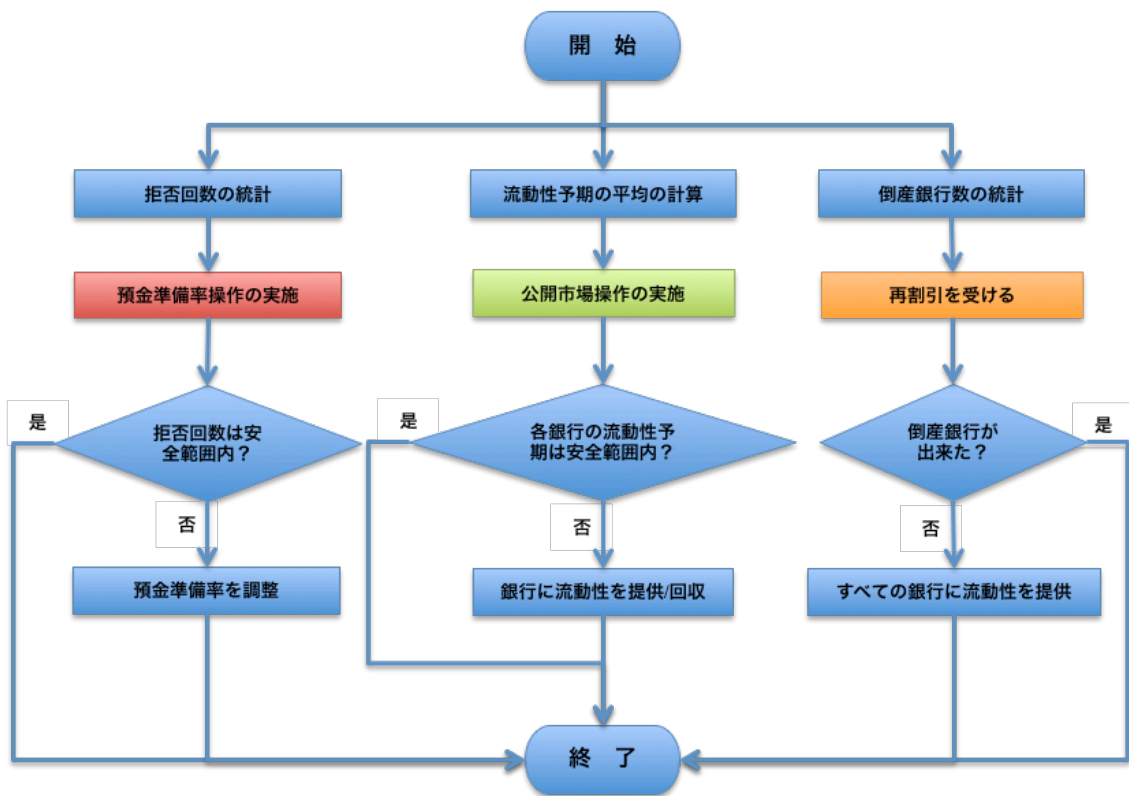 開　始
拒否回数の統計
流動性予期の平均の計算
倒産銀行数の統計
預金準備率操作の実施
公開市場操作の実施
再割引を受ける
是
拒否回数は安
全範囲内？
是
各銀行の流動性予
期は安全範囲内？
倒産銀行が
出来た？
是
否
否
否
預金準備率を調整
銀行に流動性を提供/回収
すべての銀行に流動性を提供
終　了